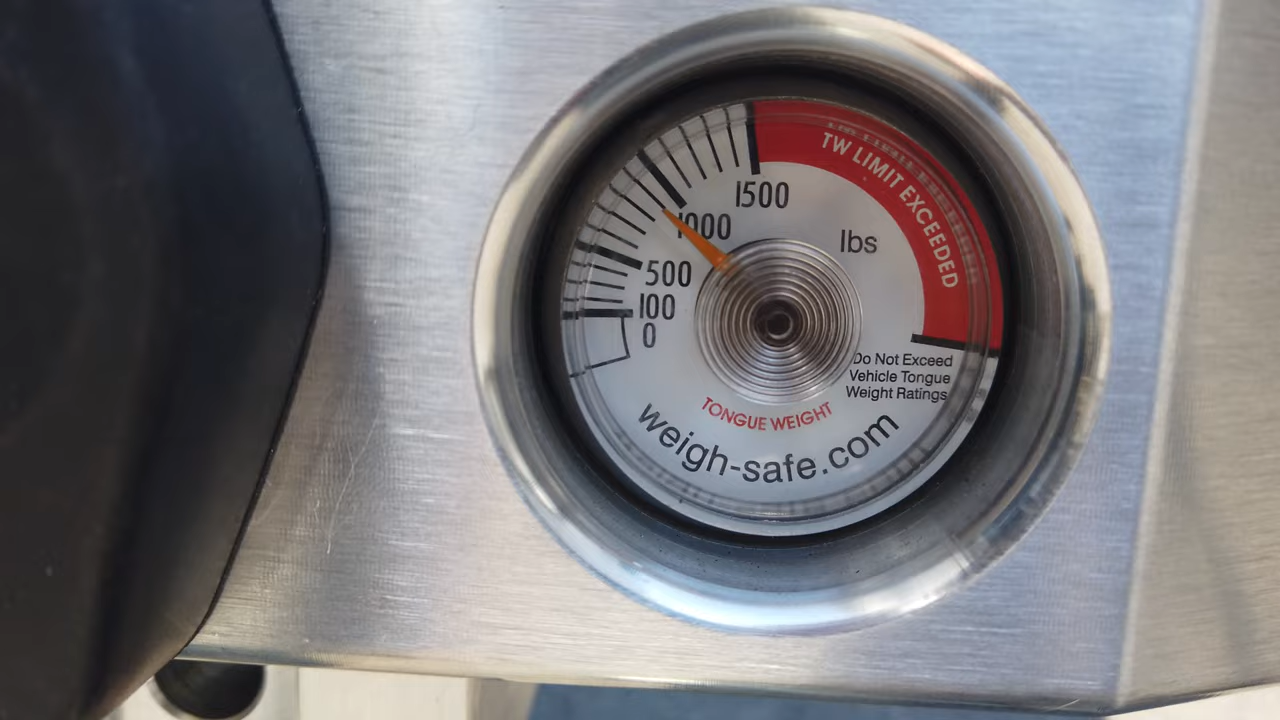 1500
1000
500
100
0
lbs
TW LIMIT EXCEEDED
Do Not Exceed
Vehicle Tongue
Weight Ratings
TONGUE WEIGHT
weigh-safe.com